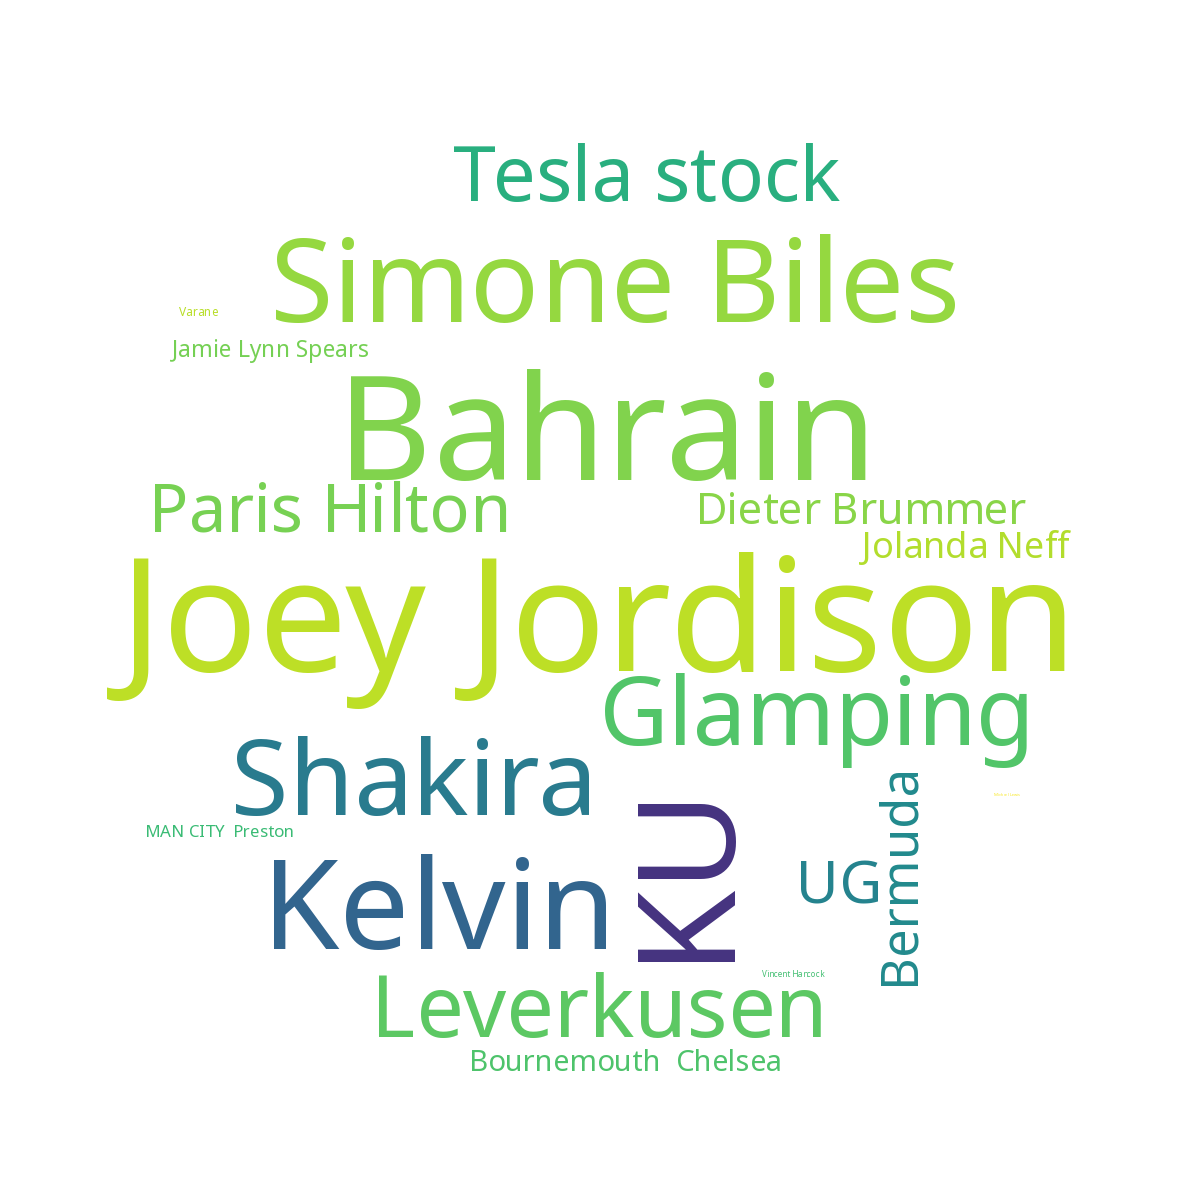 Tesla stock
Simone Biles
Varane
Jamie Lynn Spears
Bahrain
Paris Hilton
Dieter Brummer
Jolanda Neff
Joey Jordison
Glamping
Shakira
MAN CITY  Preston
Kelvin
KU
UG
Bermuda
Vincent Hancock
Leverkusen
Bournemouth  Chelsea